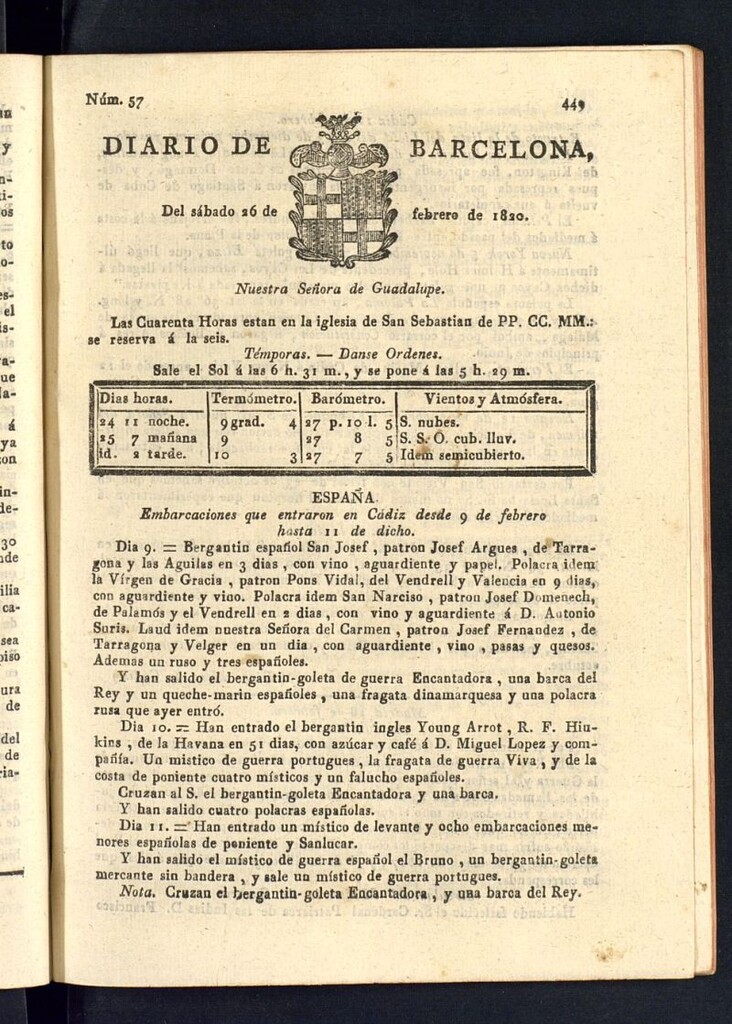 Núm. 57 449
DIARIO DE BARCELONA,
Del sábado 26 de febrero de 1820.
Nuestra Señora de Guadalupe.
Las Cuarenta Horas estan en la iglesia de San Sebastian de PP. CC. MM.:
se reserva á la seis.
Témporas. — Danse Ordenes.
Sale el Sol á las 6 h. 31 m., y se pone á las 5 h. 29 m.
Dias horas. Termómetro. Barómetro. Vientos y Atmósfera.
24 11 noche. 9 grad. 4 27 p. 10 l. 5 S. nubes.
25 7 mañana 9 27 8 5 S. S. O. cub. lluv.
id. 2 tarde. 10 3 27 7 5 Idem semicubierto.
ESPAÑA.
Embarcaciones que entraron en Cádiz desde 9 de febrero
hasta 11 de dicho.
Dia 9. = Bergantin español San Josef, patron Josef Argues, de Tarra-
gona y las Aguilas en 3 dias, con vino, aguardiente y papel. Polacra idem
la Vírgen de Gracia, patron Pons Vidal, del Vendrell y Valencia en 9 dias,
con aguardiente y vino. Polacra idem San Narciso, patron Josef Domenech,
de Palamós y el Vendrell en 2 dias, con vino y aguardiente á D. Antonio
Suris. Laud idem nuestra Señora del Carmen, patron Josef Fernandez, de
Tarragona y Velger en un dia, con aguardiente, vino, pasas y quesos.
Ademas un ruso y tres españoles.
Y han salido el bergantin-goleta de guerra Encantadora, una barca del
Rey y un queche-marin españoles, una fragata dinamarquesa y una polacra
rusa que ayer entró.
Dia 10. = Han entrado el bergantin ingles Young Arrot, R. F. Hin-
kins, de la Havana en 51 dias, con azúcar y café á D. Miguel Lopez y com-
pañía. Un mistico de guerra portugues, la fragata de guerra Viva, y de la
costa de poniente cuatro místicos y un falucho españoles.
Cruzan al S. el bergantin-goleta Encantadora y una barca.
Y han salido cuatro polacras españolas.
Dia 11. = Han entrado un místico de levante y ocho embarcaciones me-
nores españolas de poniente y Sanlucar.
Y han salido el místico de guerra español el Bruno, un bergantin-goleta
mercante sin bandera, y sale un místico de guerra portugues.
Nota. Cruzan el bergantin-goleta Encantadora, y una barca del Rey.